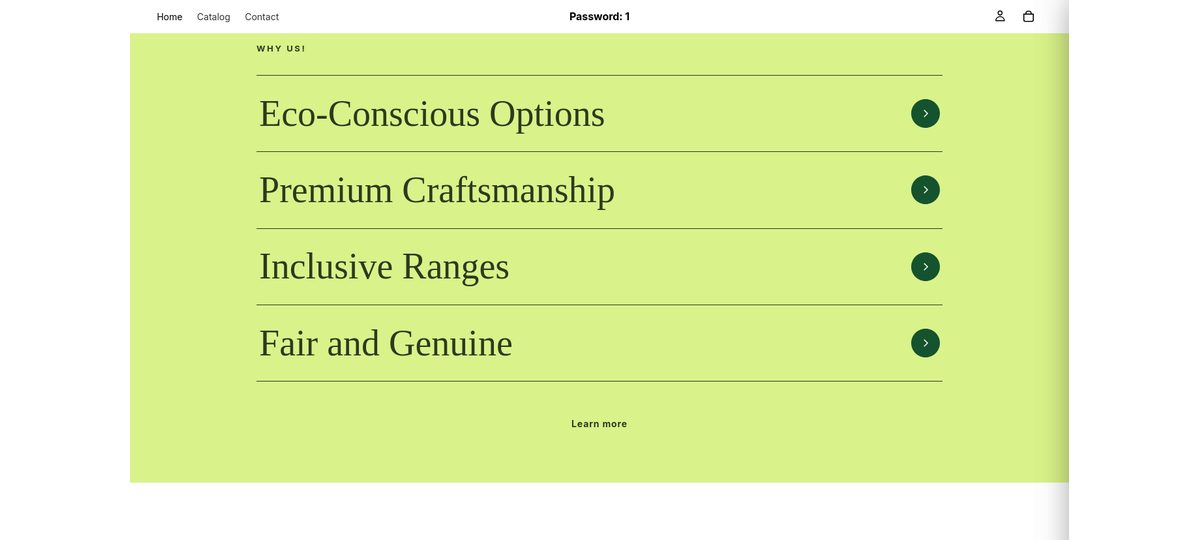 Home Catalog Contact Password: 1
WHY US!
Eco-Conscious Options
Premium Craftsmanship
Inclusive Ranges
Fair and Genuine
Learn more